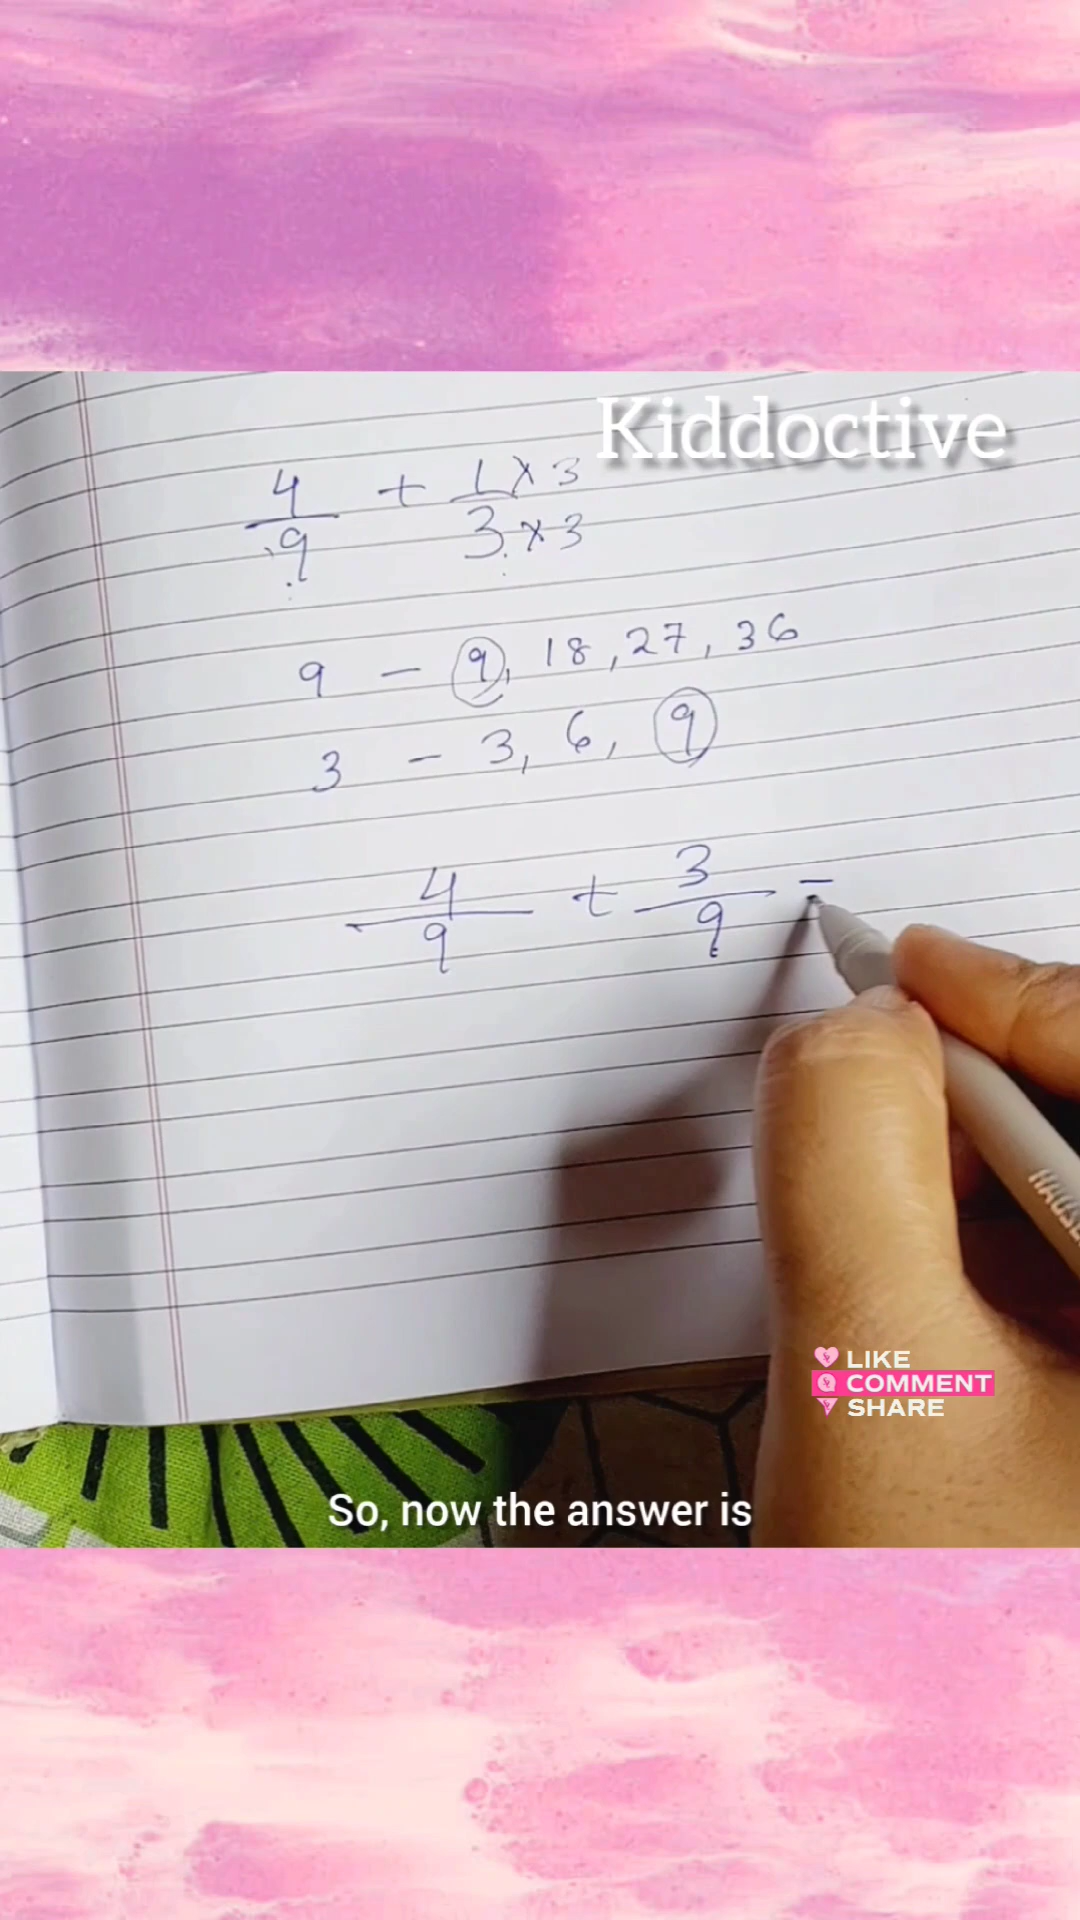 Kiddoctive
4/9 + 1×3/3×3
9 - 9, 18, 27, 36
3 - 3, 6, 9
4/9 + 3/9 =
HAUSE
LIKE
COMMENT
SHARE
So, now the answer is